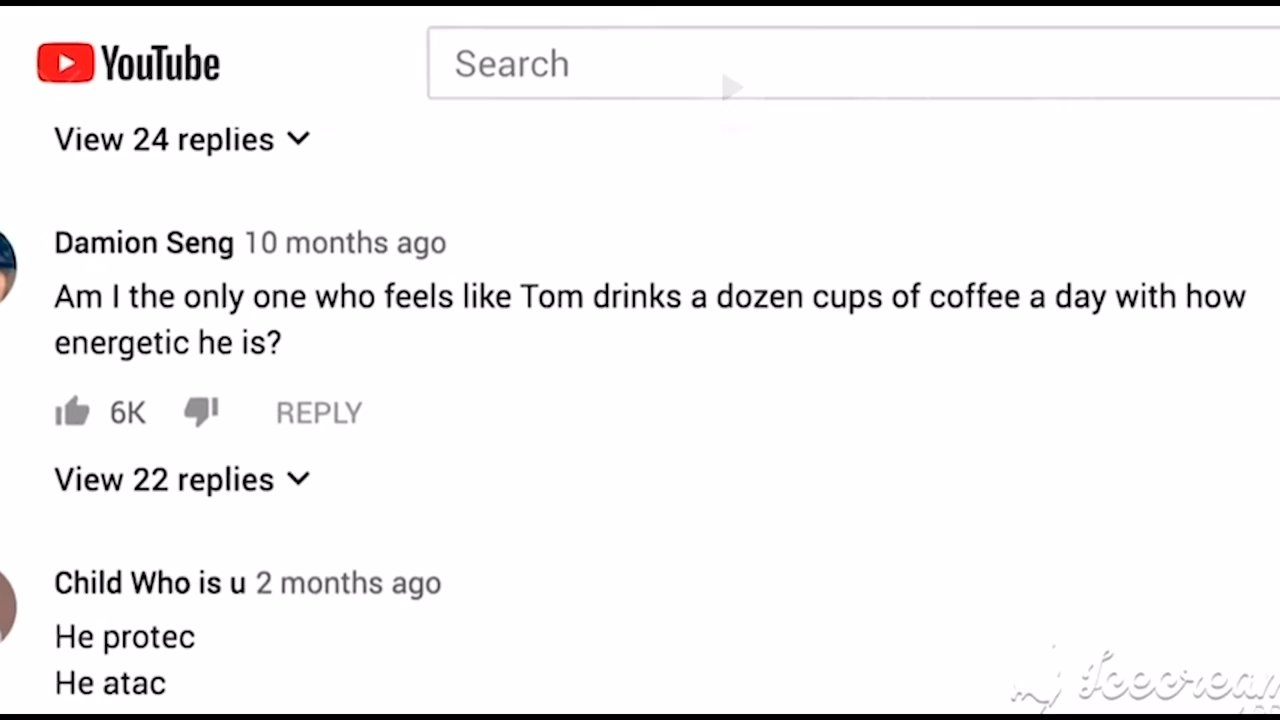 YouTube
Search
View 24 replies
Damion Seng 10 months ago
Am I the only one who feels like Tom drinks a dozen cups of coffee a day with how
energetic he is?
6K
REPLY
View 22 replies
Child Who is u 2 months ago
He protec
He atac
Icecream